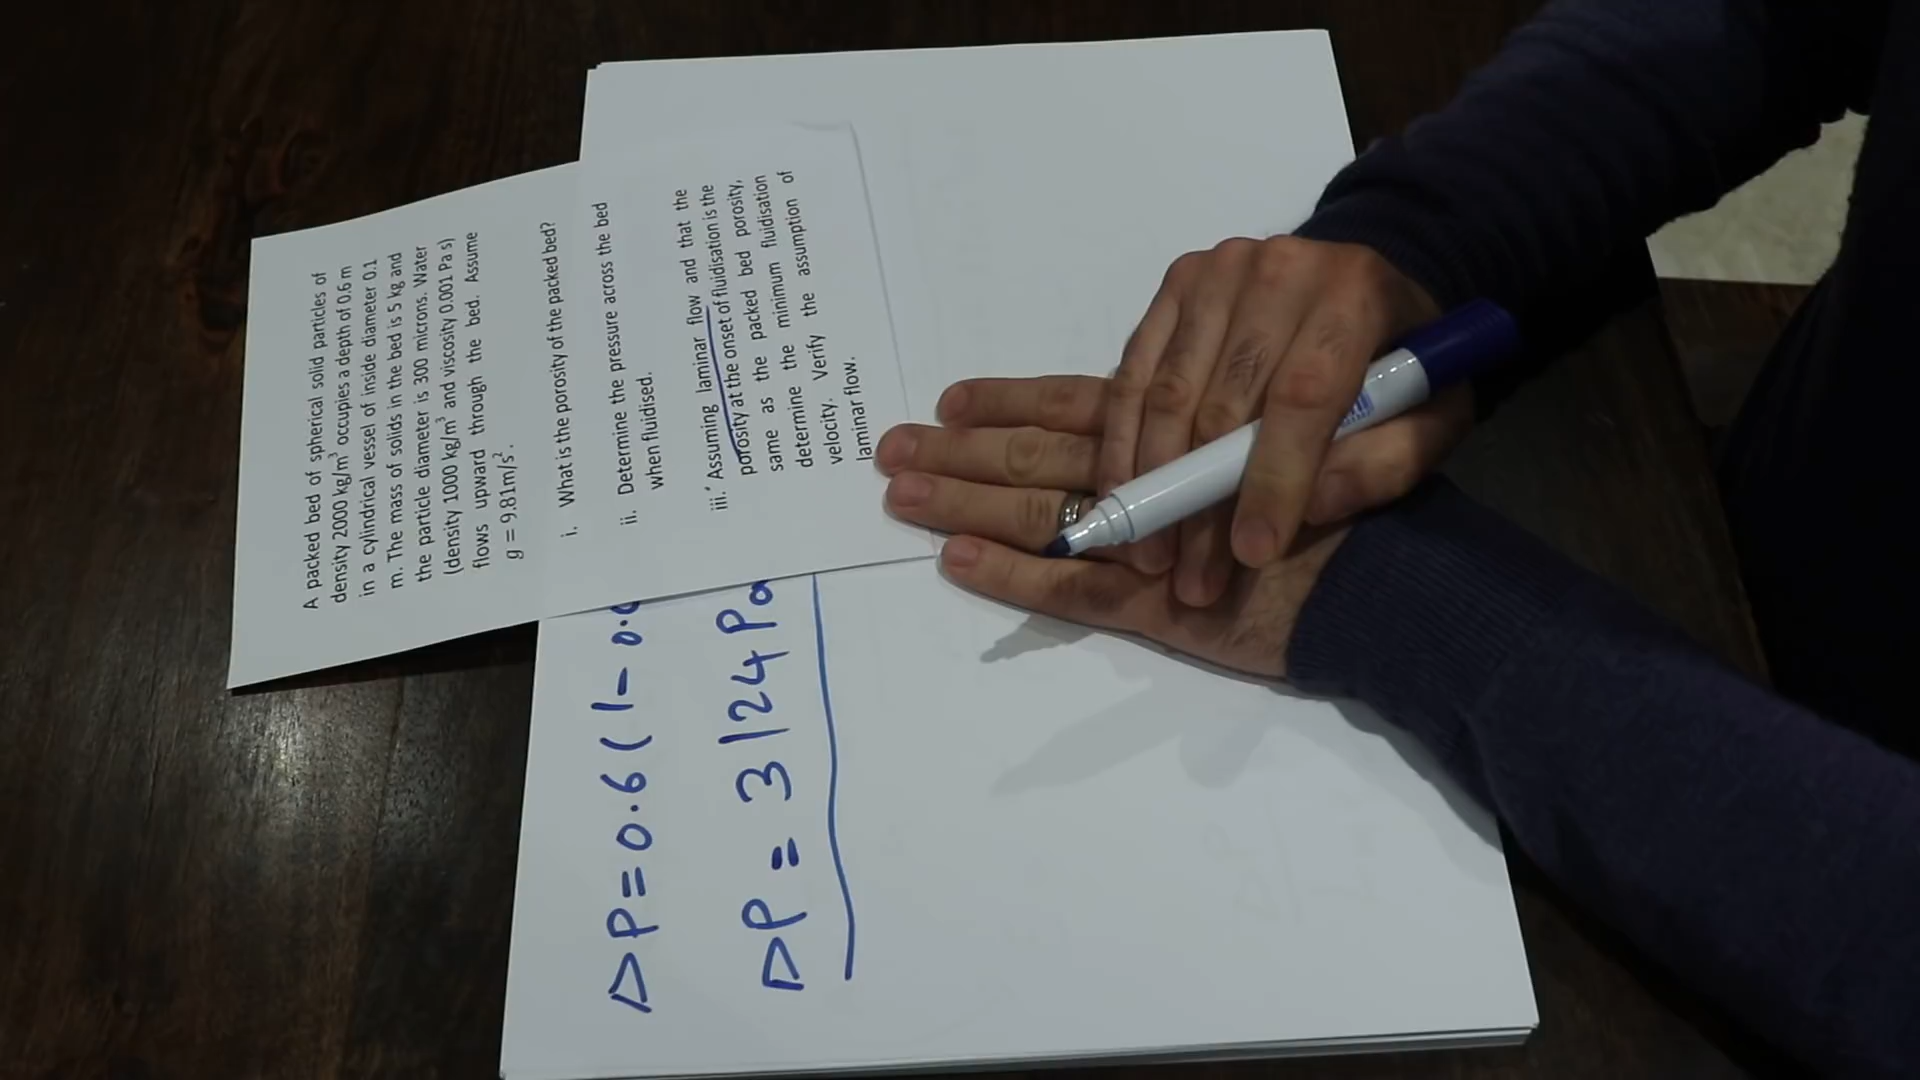 A packed bed of spherical solid particles of
density 2000 kg/m³ occupies a depth of 0.6 m
in a cylindrical vessel of inside diameter 0.1
m. The mass of solids in the bed is 5 kg and
the particle diameter is 300 microns. Water
(density 1000 kg/m³ and viscosity 0.001 Pa s)
flows upward through the bed. Assume
g = 9.81m/s².
i. What is the porosity of the packed bed?
ii. Determine the pressure across the bed
when fluidised.
iii. Assuming laminar flow and that the
porosity at the onset of fluidisation is the
same as the packed bed porosity,
determine the minimum fluidisation
velocity. Verify the assumption of
laminar flow.
ΔP = 0.6 (1 - 0.
ΔP = 3124 Pa